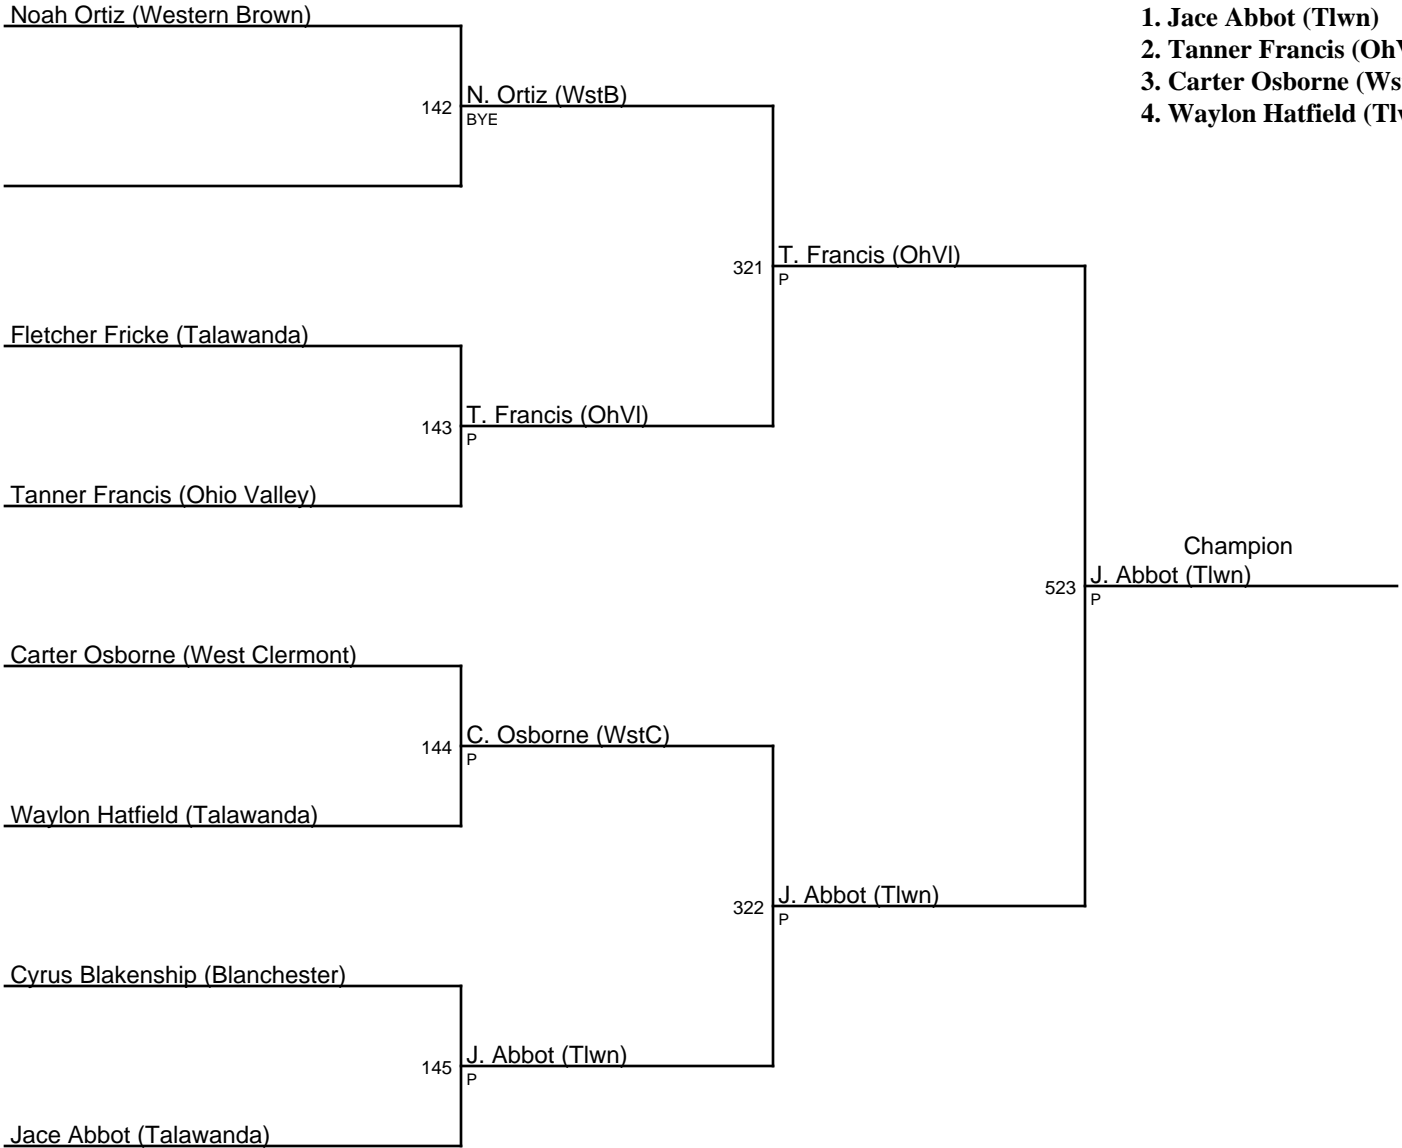 Noah Ortiz (Western Brown)
1. Jace Abbot (Tlwn)
2. Tanner Francis
3. Carter Osborne
4. Waylon Hatfield
142 N. Ortiz (WstB)
BYE
321 T. Francis (OhVl)
P
Fletcher Fricke (Talawanda)
143 T. Francis (OhVl)
P
Tanner Francis (Ohio Valley)
Champion
523 J. Abbot (Tlwn)
P
Carter Osborne (West Clermont)
144 C. Osborne (WstC)
P
Waylon Hatfield (Talawanda)
322 J. Abbot (Tlwn)
P
Cyrus Blakenship (Blanchester)
145 J. Abbot (Tlwn)
P
Jace Abbot (Talawanda)